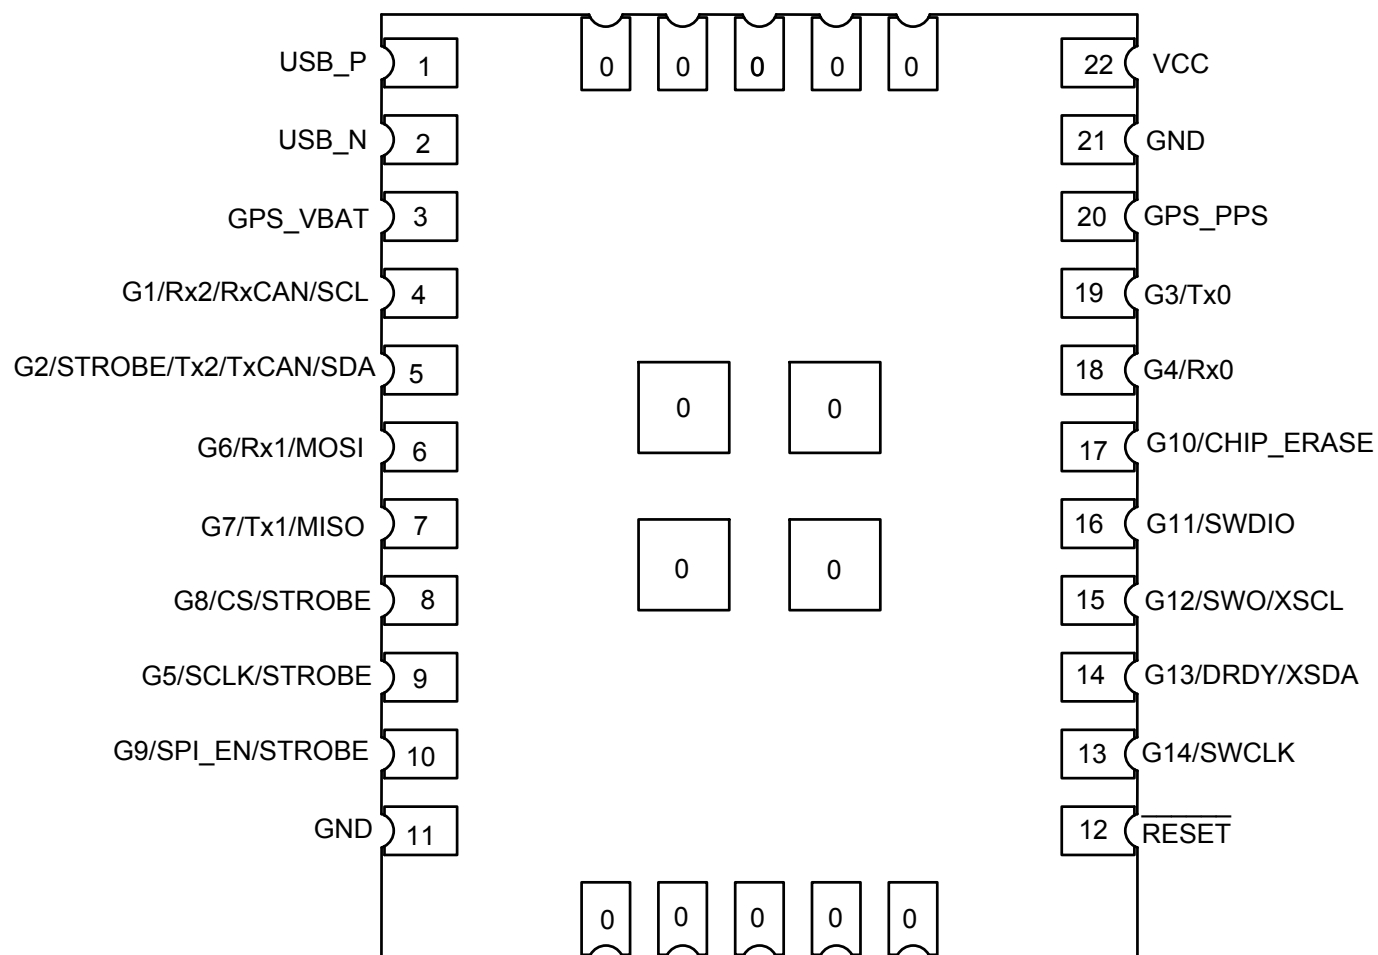 0 0 0 0 0
USB_P 1 22 VCC
USB_N 2 21 GND
GPS_VBAT 3 20 GPS_PPS
G1/Rx2/RxCAN/SCL 4 19 G3/Tx0
G2/STROBE/Tx2/TxCAN/SDA 5 18 G4/Rx0
0 0
G6/Rx1/MOSI 6 17 G10/CHIP_ERASE
G7/Tx1/MISO 7 16 G11/SWDIO
0 0
G8/CS/STROBE 8 15 G12/SWO/XSCL
G5/SCLK/STROBE 9 14 G13/DRDY/XSDA
G9/SPI_EN/STROBE 10 13 G14/SWCLK
GND 11 12 RESET
0 0 0 0 0